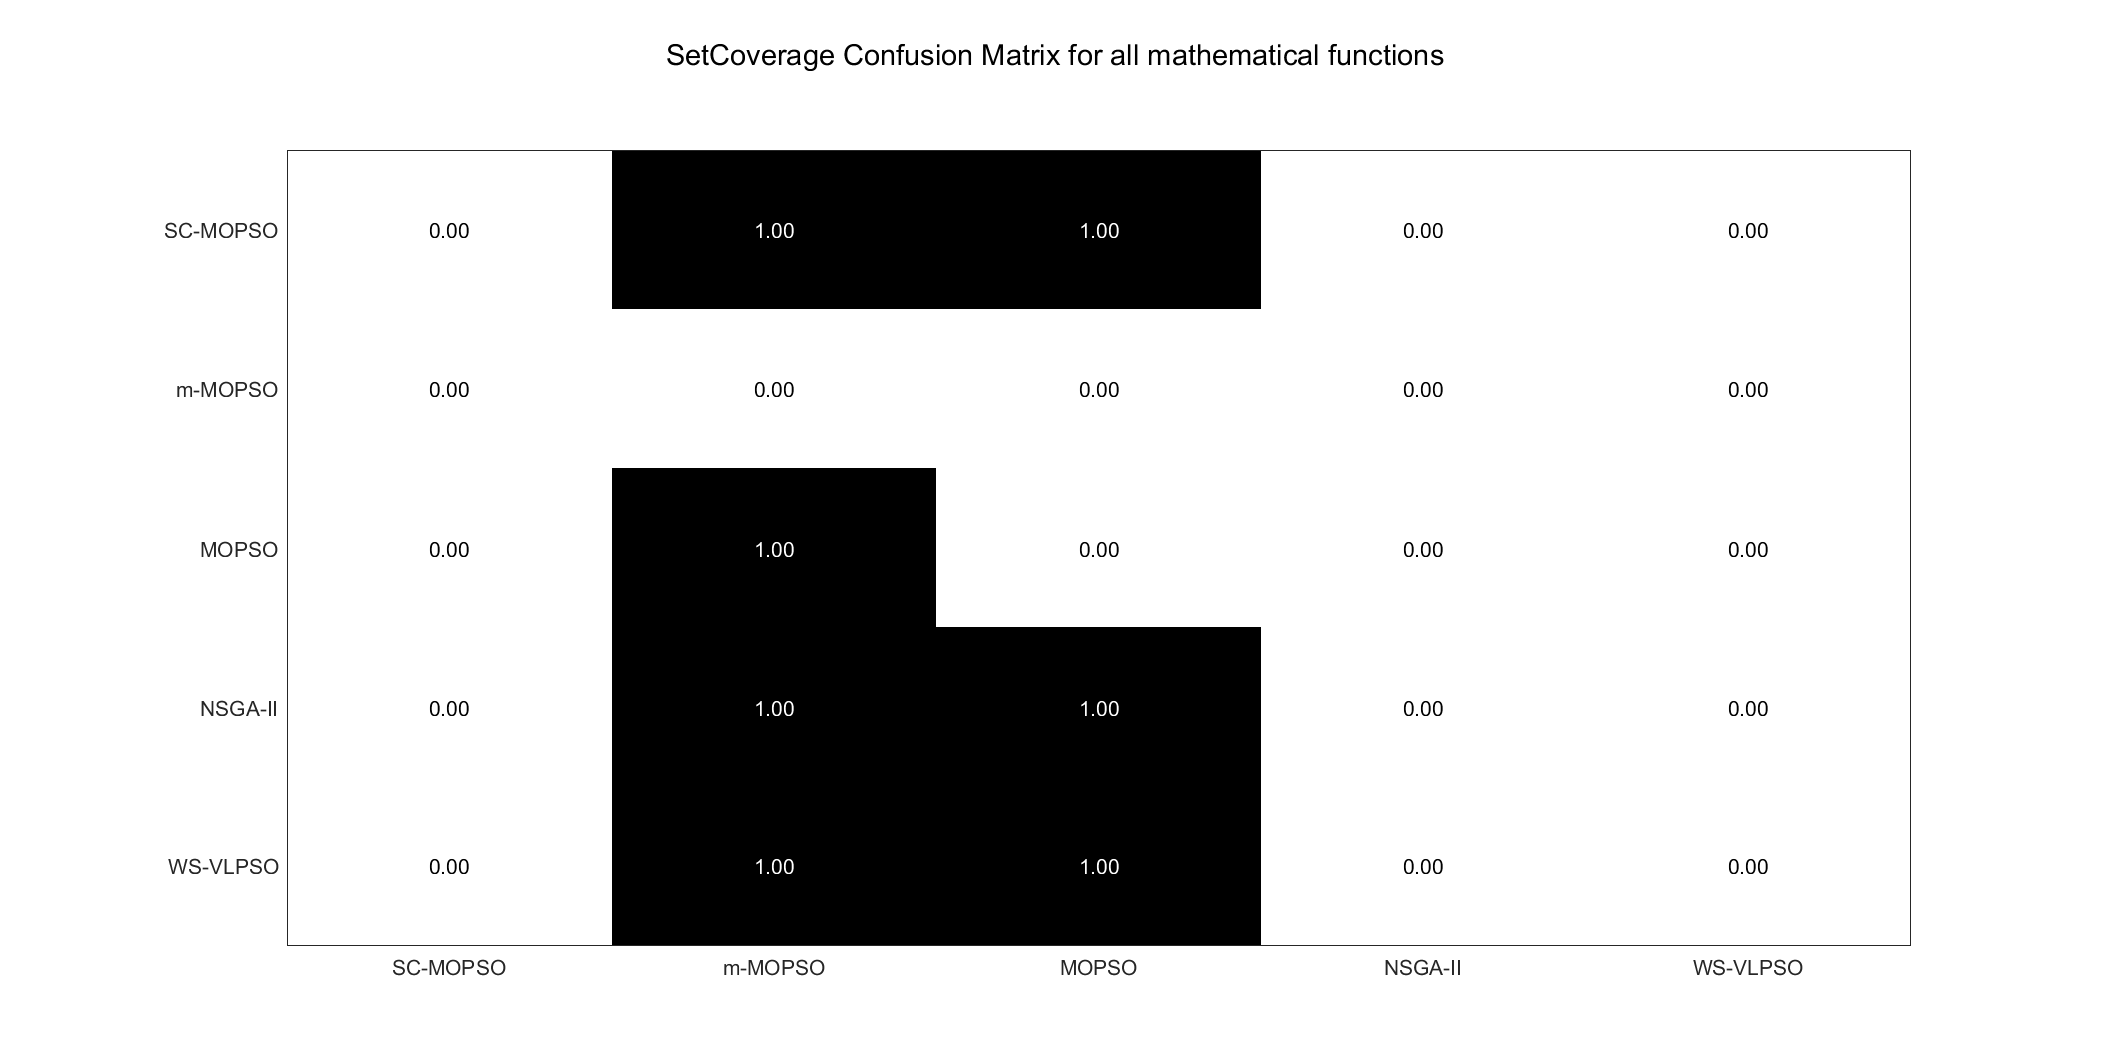 SetCoverage Confusion Matrix for all mathematical functions
SC-MOPSO 0.00 1.00 1.00 0.00 0.00
m-MOPSO 0.00 0.00 0.00 0.00 0.00
MOPSO 0.00 1.00 0.00 0.00 0.00
NSGA-II 0.00 1.00 1.00 0.00 0.00
WS-VLPSO 0.00 1.00 1.00 0.00 0.00
SC-MOPSO m-MOPSO MOPSO NSGA-II WS-VLPSO